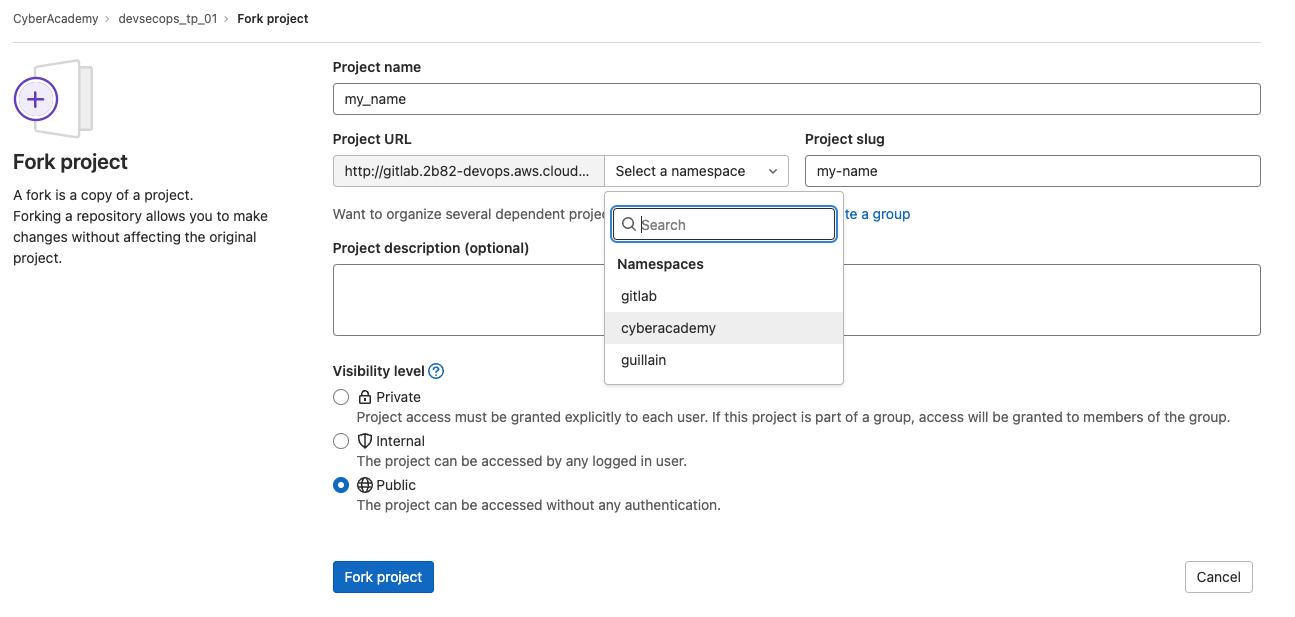 CyberAcademy › devsecops_tp_01 › Fork project
Fork project
A fork is a copy of a project.
Forking a repository allows you to make
changes without affecting the original
project.
Project name
my_name
Project URL
http://gitlab.2b82-devops.aws.cloud...
Select a namespace
Project slug
my-name
Want to organize several dependent projec
te a group
Search
Namespaces
gitlab
cyberacademy
guillain
Project description (optional)
Visibility level
Private
Project access must be granted explicitly to each user. If this project is part of a group, access will be granted to members of the group.
Internal
The project can be accessed by any logged in user.
Public
The project can be accessed without any authentication.
Fork project
Cancel